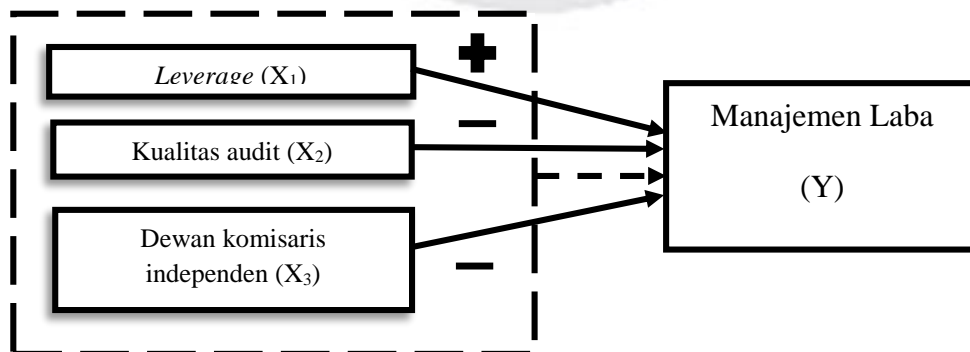 Leverage (X₁)
Kualitas audit (X₂)
Dewan komisaris
independen (X₃)
Manajemen Laba
(Y)